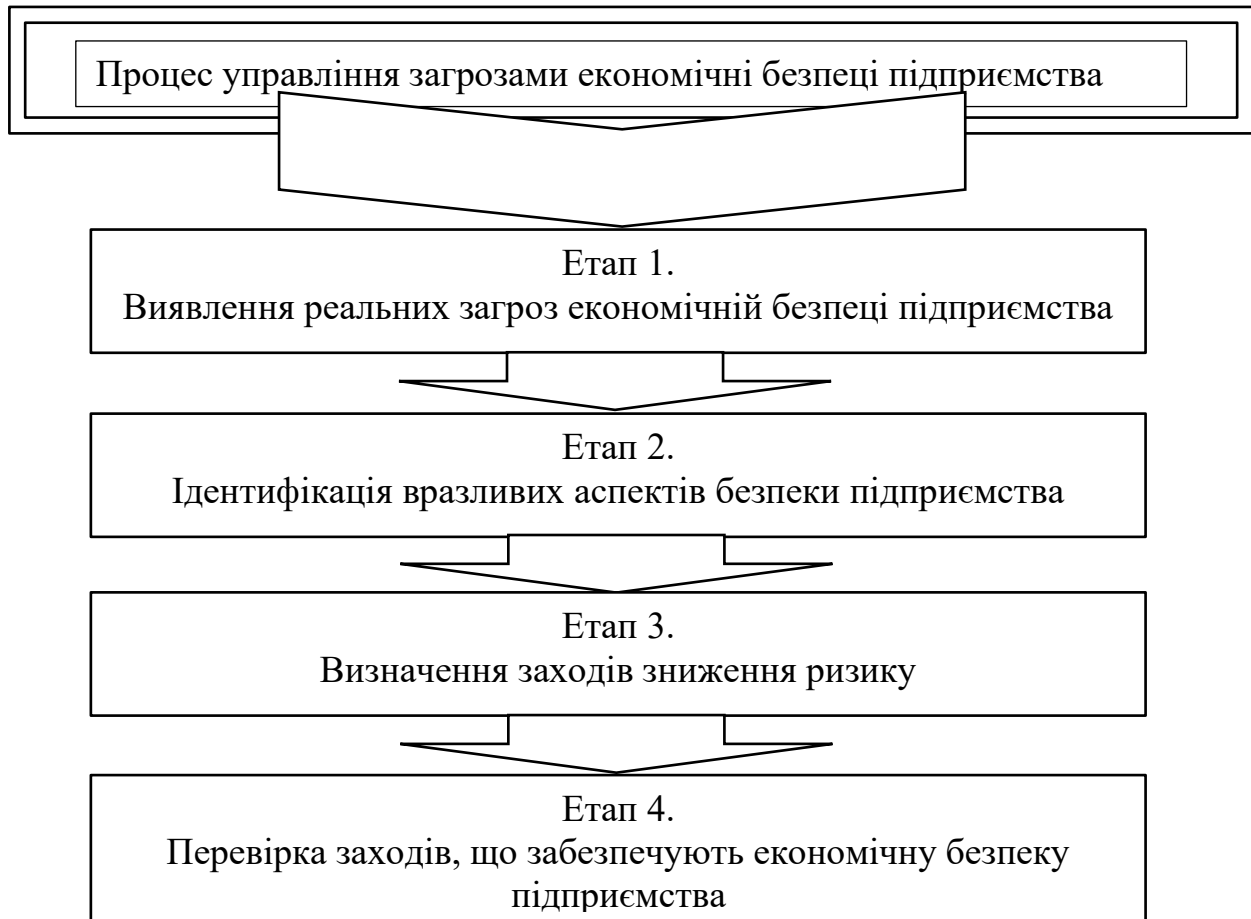 Процес управління загрозами економічні безпеці підприємства
Етап 1.
Виявлення реальних загроз економічній безпеці підприємства
Етап 2.
Ідентифікація вразливих аспектів безпеки підприємства
Етап 3.
Визначення заходів зниження ризику
Етап 4.
Перевірка заходів, що забезпечують економічну безпеку
підприємства